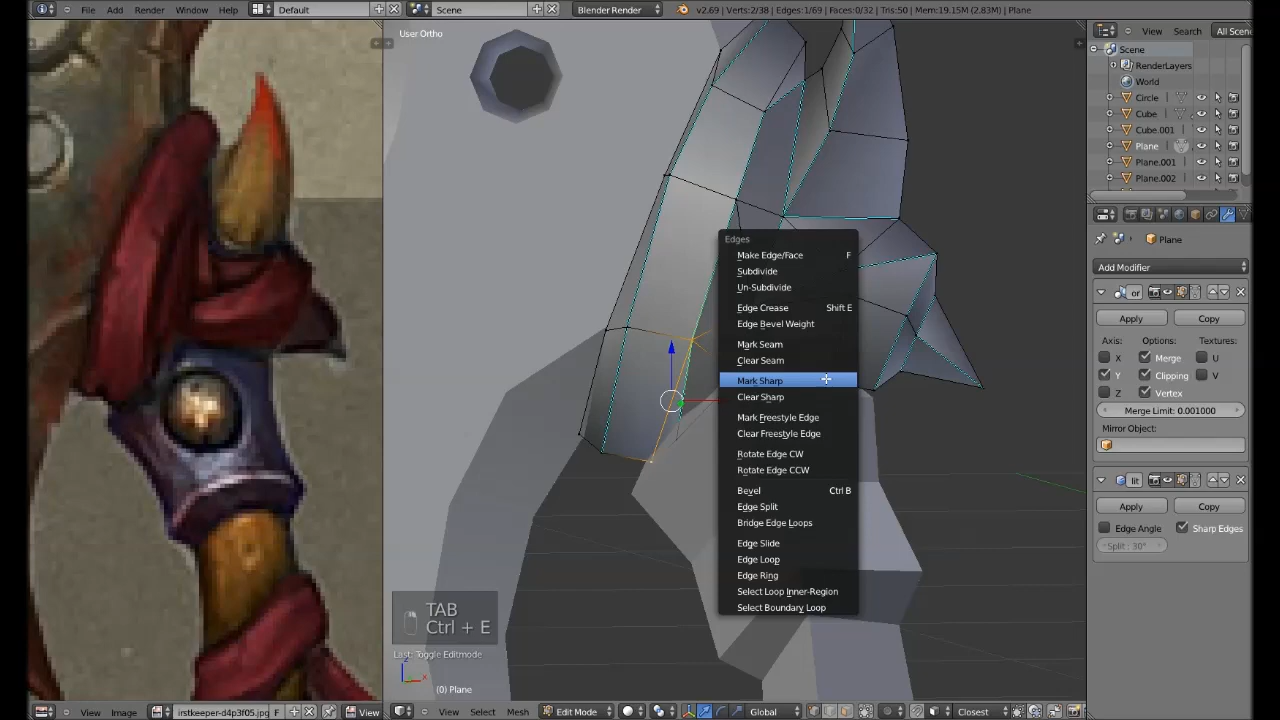 File Add Render Window Help Default Scene Blender Render v2.69 | Verts:2/38 | Edges:1/69 | Faces:0/32 | Tris:50 | Mem:19.15M (2.83M) | Plane
User Ortho
View Search All Scen
Scene
RenderLayers
World
Circle
Cube
Cube.001
Plane
Plane.001
Plane.002
Plane
Add Modifier
or
Apply Copy
Axis: Options: Textures:
X Merge U
Y Clipping V
Z Vertex
Merge Limit: 0.001000
Mirror Object:
lit
Apply Copy
Edge Angle Sharp Edges
Split : 30°
Edges
Make Edge/Face F
Subdivide
Un-Subdivide
Edge Crease Shift E
Edge Bevel Weight
Mark Seam
Clear Seam
Mark Sharp
Clear Sharp
Mark Freestyle Edge
Clear Freestyle Edge
Rotate Edge CW
Rotate Edge CCW
Bevel Ctrl B
Edge Split
Bridge Edge Loops
Edge Slide
Edge Loop
Edge Ring
Select Loop Inner-Region
Select Boundary Loop
TAB
Ctrl + E
Last: Toggle Editmode
z
x
(0) Plane
View Image irstkeeper-d4p3f05.jpg F View
View Select Mesh Edit Mode Global Closest